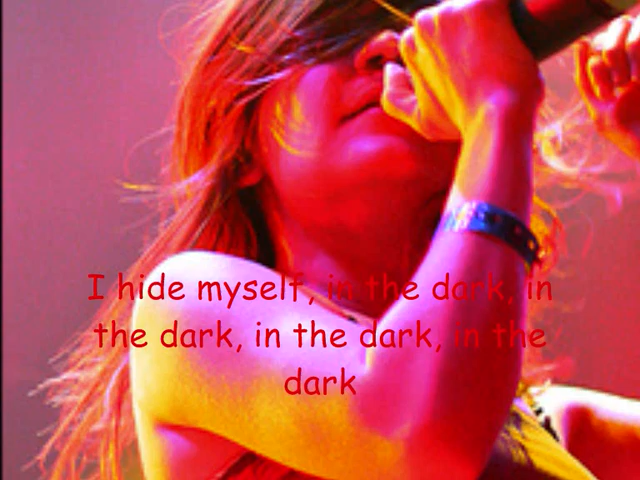 I hide myself, in the dark, in
the dark, in the dark, in the
dark